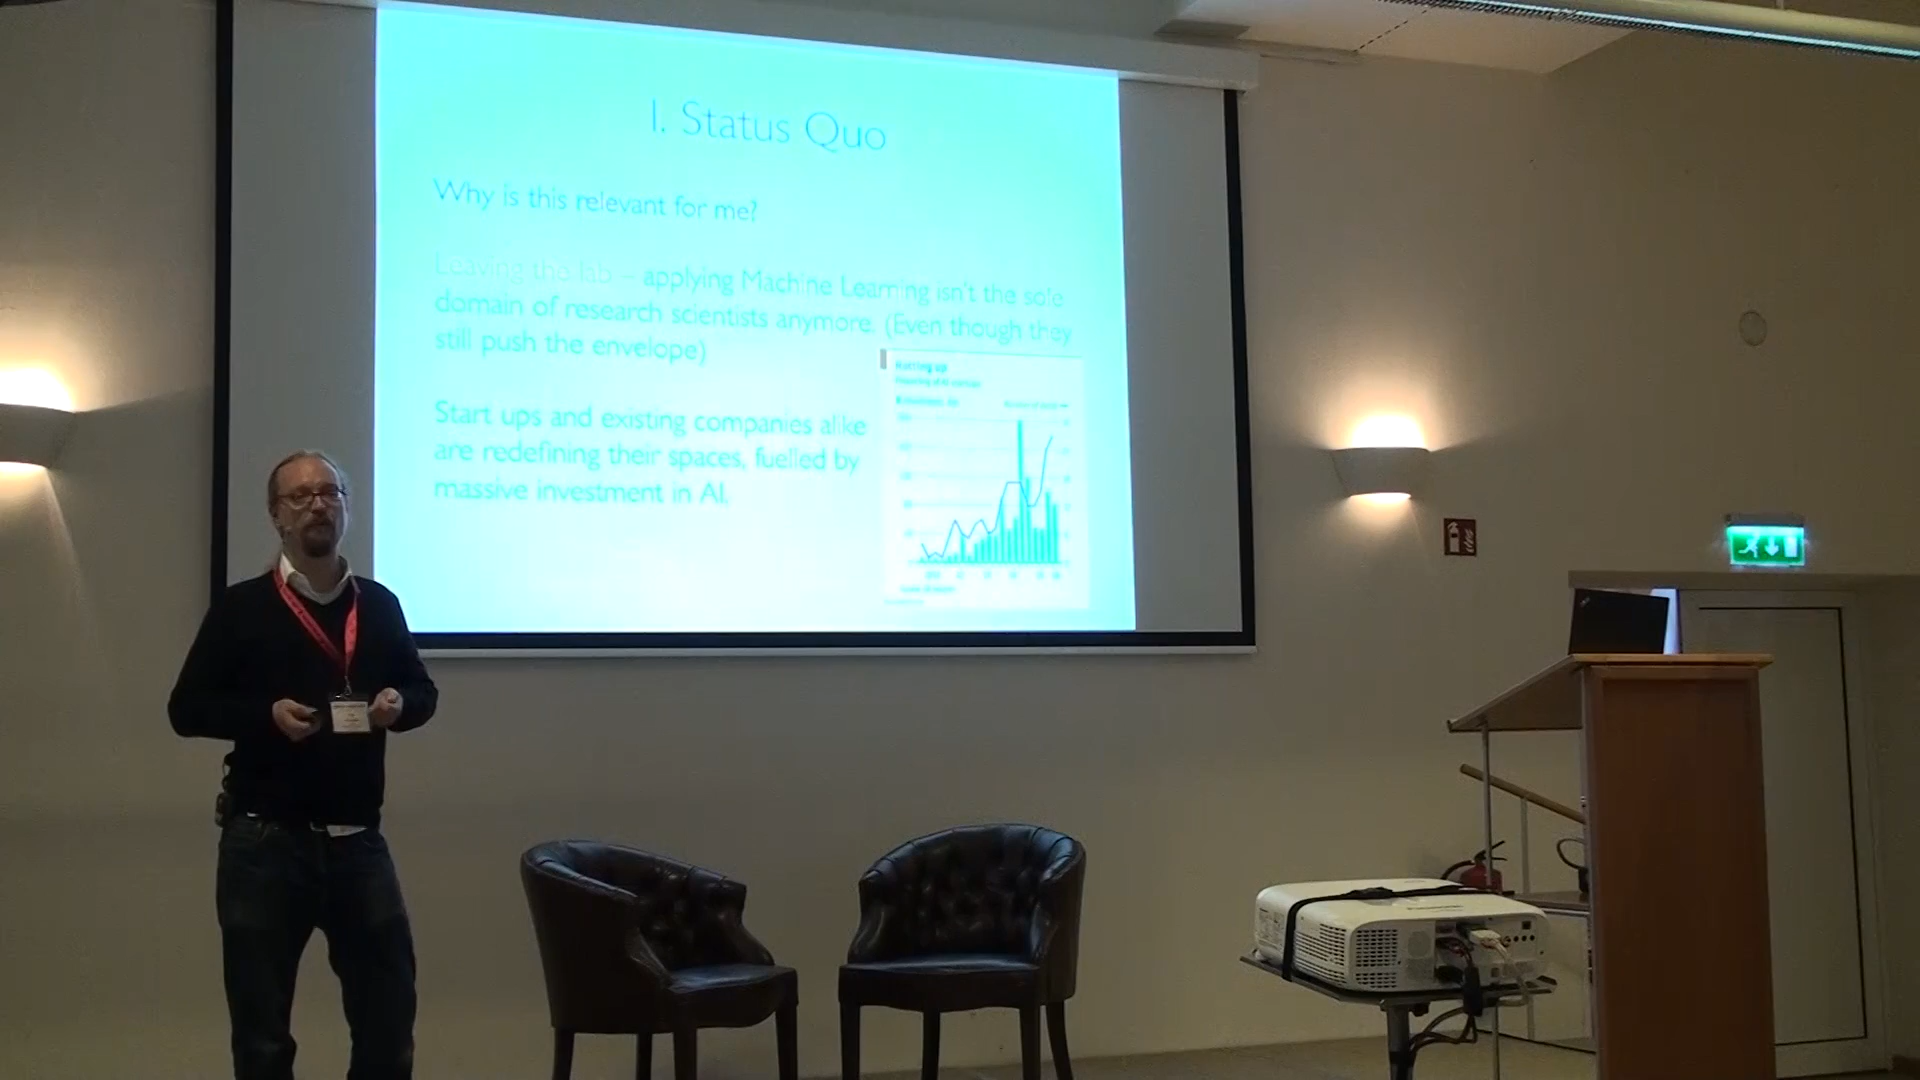 I. Status Quo
Why is this relevant for me?
Leaving the lab – applying Machine Learning isn't the sole
domain of research scientists anymore. (Even though they
still push the envelope)
Start ups and existing companies alike
are redefining their spaces, fuelled by
massive investment in AI.
Hotting up